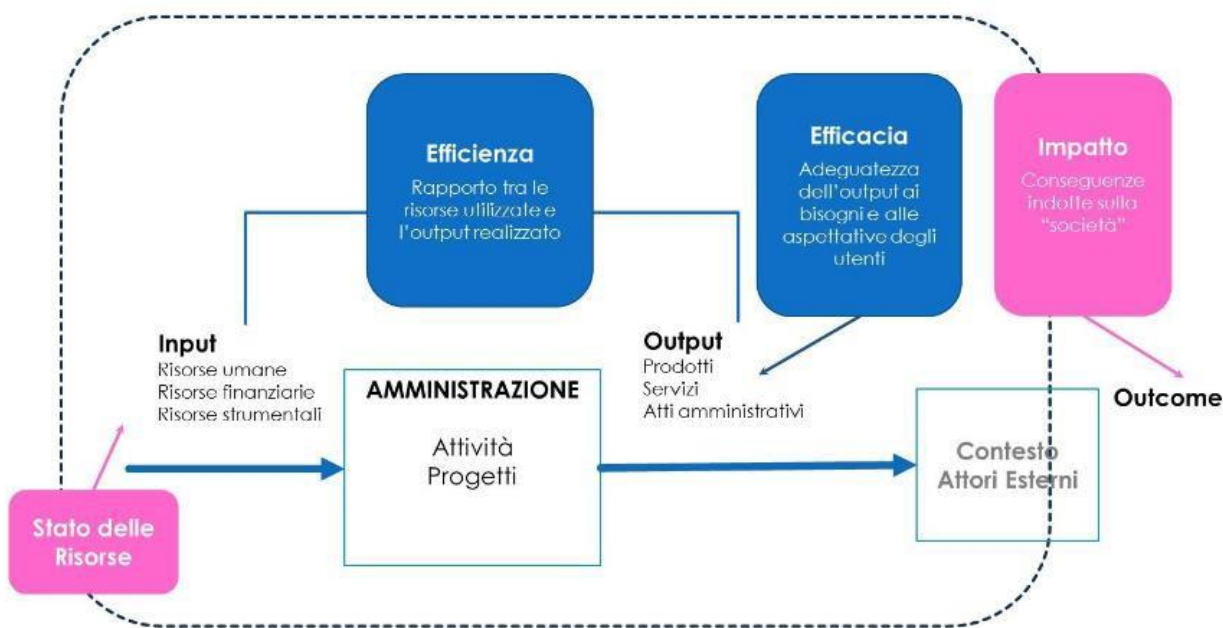 Efficienza
Rapporto tra le
risorse utilizzate e
l'output realizzato
Efficacia
Adeguatezza
dell'output ai
bisogni e alle
aspettative degli
utenti
Impatto
Conseguenze
indotte sulla
"società"
Input
Risorse umane
Risorse finanziarie
Risorse strumentali
AMMINISTRAZIONE
Attività
Progetti
Output
Prodotti
Servizi
Atti amministrativi
Outcome
Contesto
Attori Esterni
Stato delle
Risorse